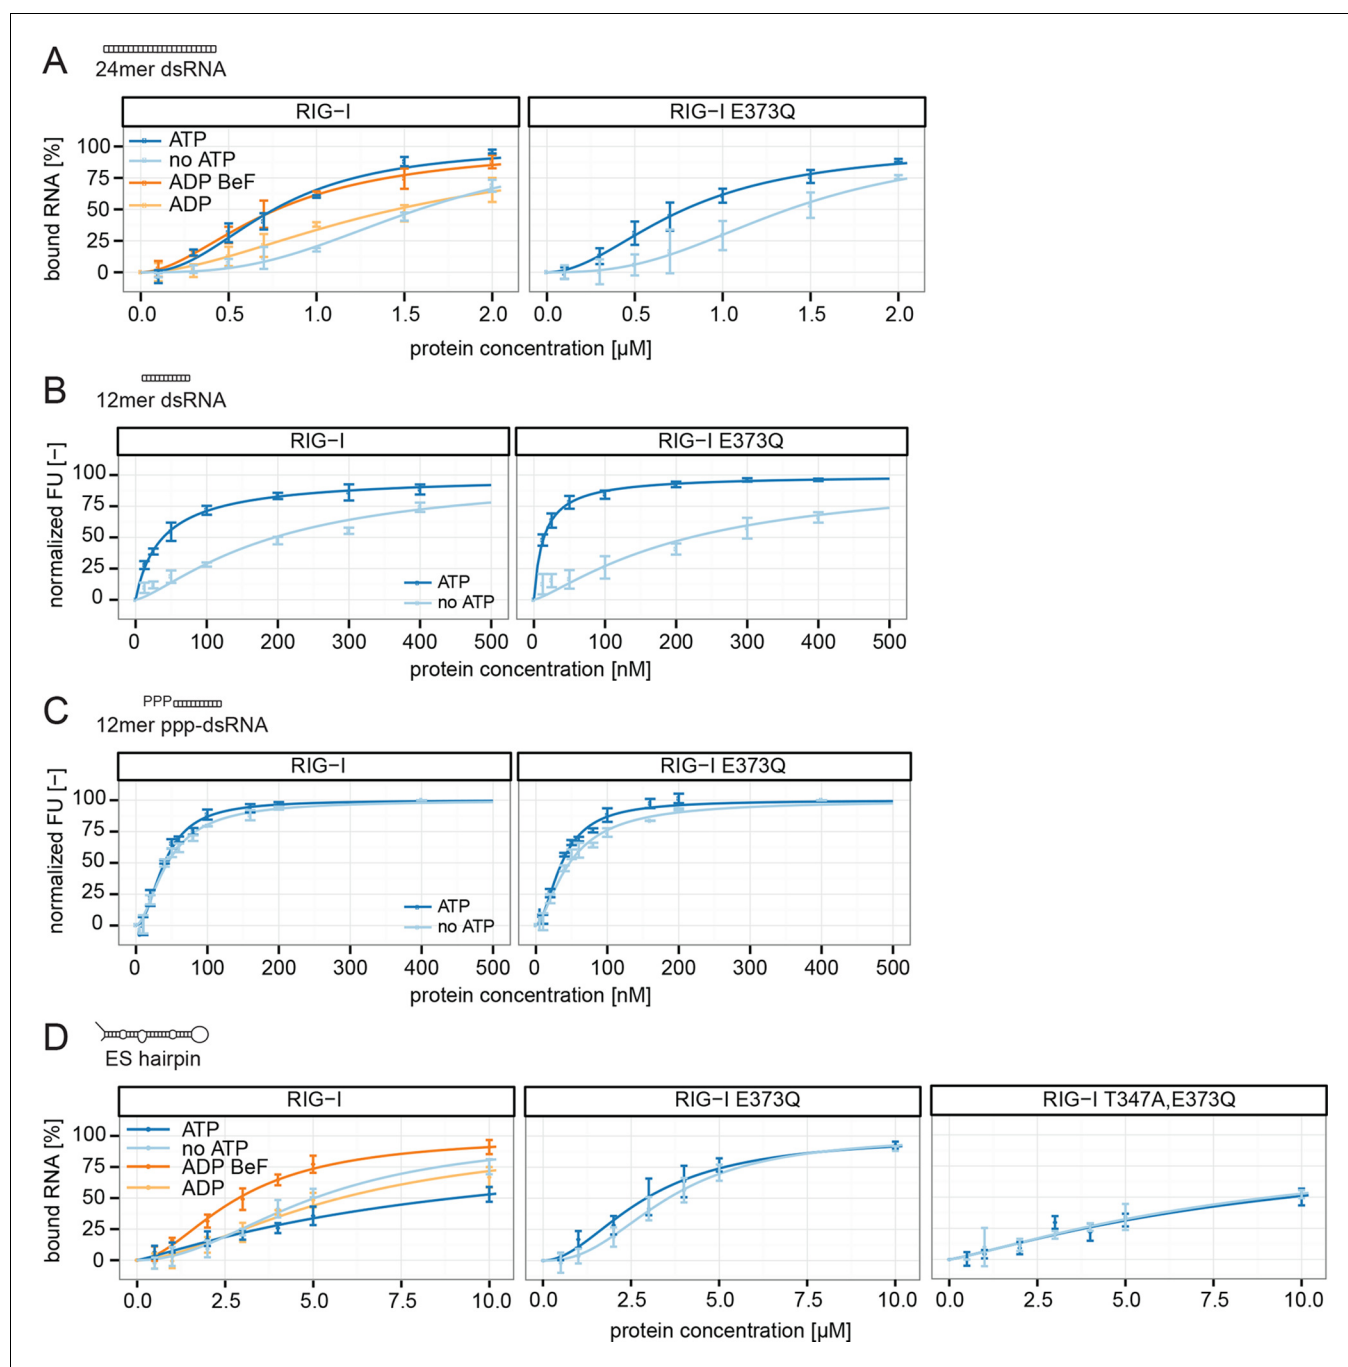 A
24mer dsRNA
RIG−I
RIG−I E373Q
bound RNA [%]
100
75
50
25
0
ATP
no ATP
ADP BeF
ADP
0.0 0.5 1.0 1.5 2.0
0.0 0.5 1.0 1.5 2.0
protein concentration [µM]
B
12mer dsRNA
RIG−I
RIG−I E373Q
normalized FU [−]
100
75
50
25
0
ATP
no ATP
0 100 200 300 400 500
0 100 200 300 400 500
protein concentration [nM]
C
PPP
12mer ppp-dsRNA
RIG−I
RIG−I E373Q
normalized FU [−]
100
75
50
25
0
ATP
no ATP
0 100 200 300 400 500
0 100 200 300 400 500
protein concentration [nM]
D
ES hairpin
RIG−I
RIG−I E373Q
RIG−I T347A,E373Q
bound RNA [%]
100
75
50
25
0
ATP
no ATP
ADP BeF
ADP
0.0 2.5 5.0 7.5 10.0
0.0 2.5 5.0 7.5 10.0
0.0 2.5 5.0 7.5 10.0
protein concentration [µM]